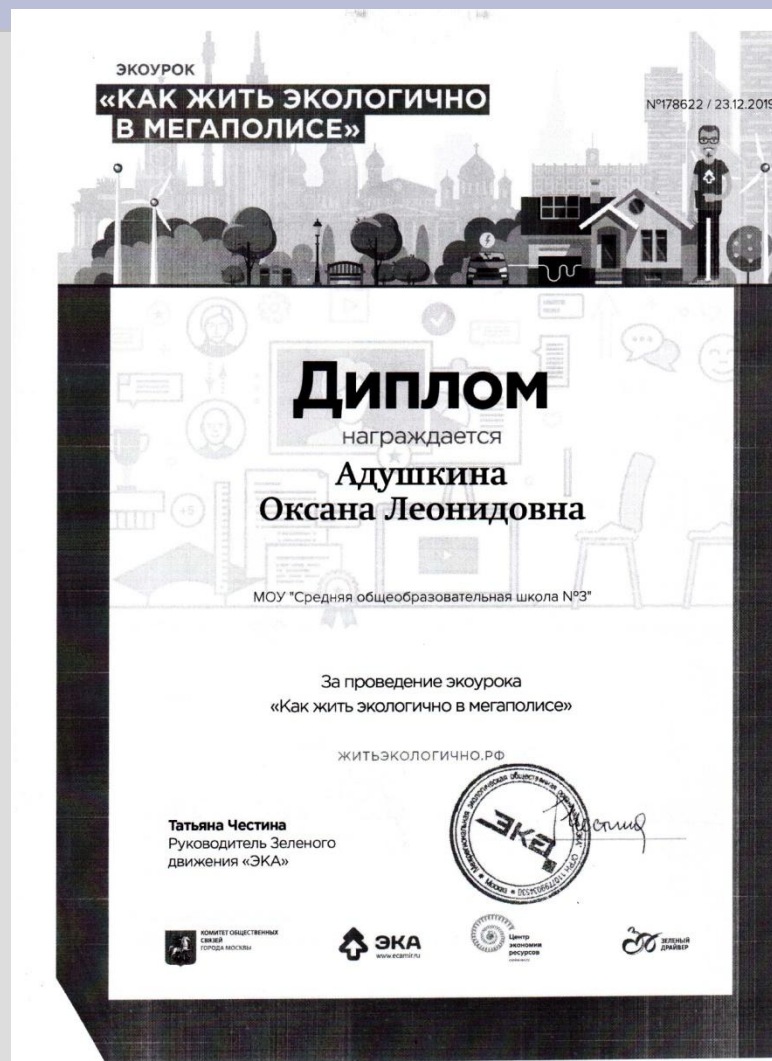 ЭКОУРОК
«КАК ЖИТЬ ЭКОЛОГИЧНО
В МЕГАПОЛИСЕ»
№178622 / 23.12.2019
Диплом
награждается
Адушкина
Оксана Леонидовна
МОУ "Средняя общеобразовательная школа №3"
За проведение экоурока
«Как жить экологично в мегаполисе»
ЖИТЬЭКОЛОГИЧНО.РФ
Татьяна Честина
Руководитель Зеленого
движения «ЭКА»
ЭКА
Москва
КОМИТЕТ ОБЩЕСТВЕННЫХ
СВЯЗЕЙ
ГОРОДА МОСКВЫ
ЭКА
www.ecamir.ru
Центр
экономии
ресурсов
ЗЕЛЕНЫЙ
ДРАЙВЕР